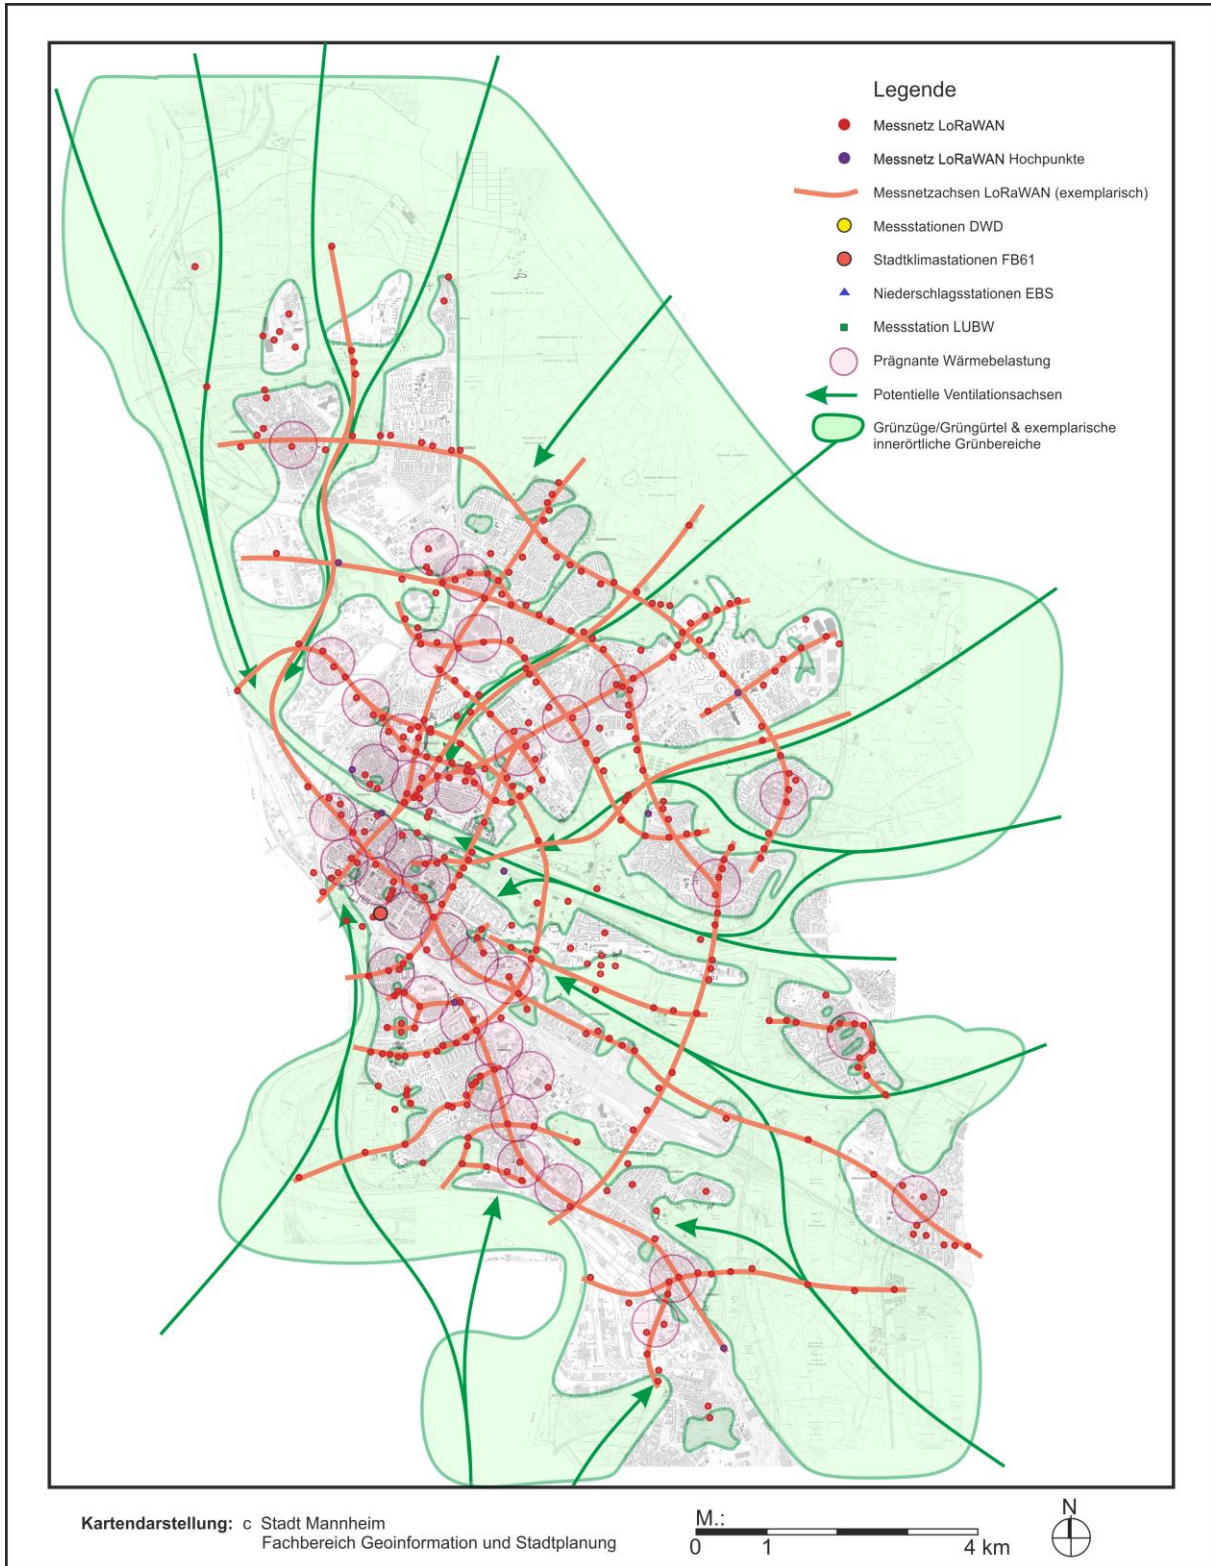 Legende
Messnetz LoRaWAN
Messnetz LoRaWAN Hochpunkte
Messnetzachsen LoRaWAN (exemplarisch)
Messstationen DWD
Stadtklimastationen FB61
Niederschlagsstationen EBS
Messstation LUBW
Prägnante Wärmebelastung
Potentielle Ventilationsachsen
Grünzüge/Grüngürtel & exemplarische
innerörtliche Grünbereiche
Kartendarstellung: c Stadt Mannheim
Fachbereich Geoinformation und Stadtplanung
M.:
0 1 4 km
N